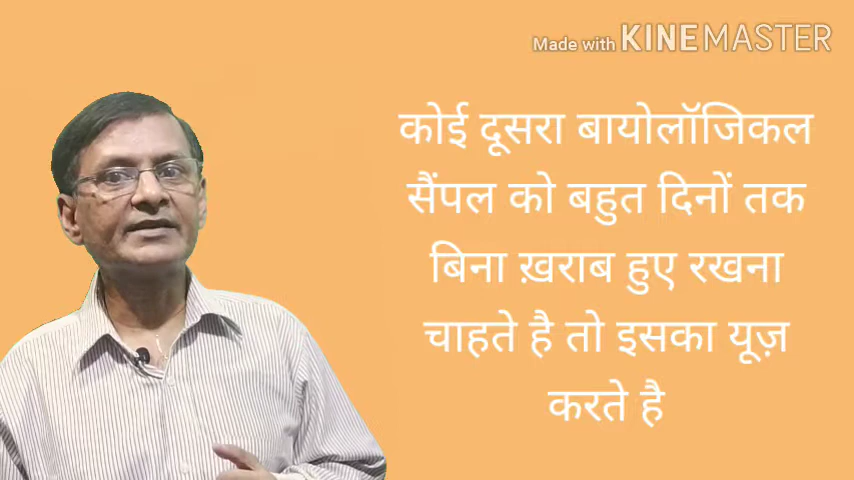 Made with KINEMASTER
कोई दूसरा बायोलॉजिकल
सैंपल को बहुत दिनों तक
बिना ख़राब हुए रखना
चाहते है तो इसका यूज़
करते है